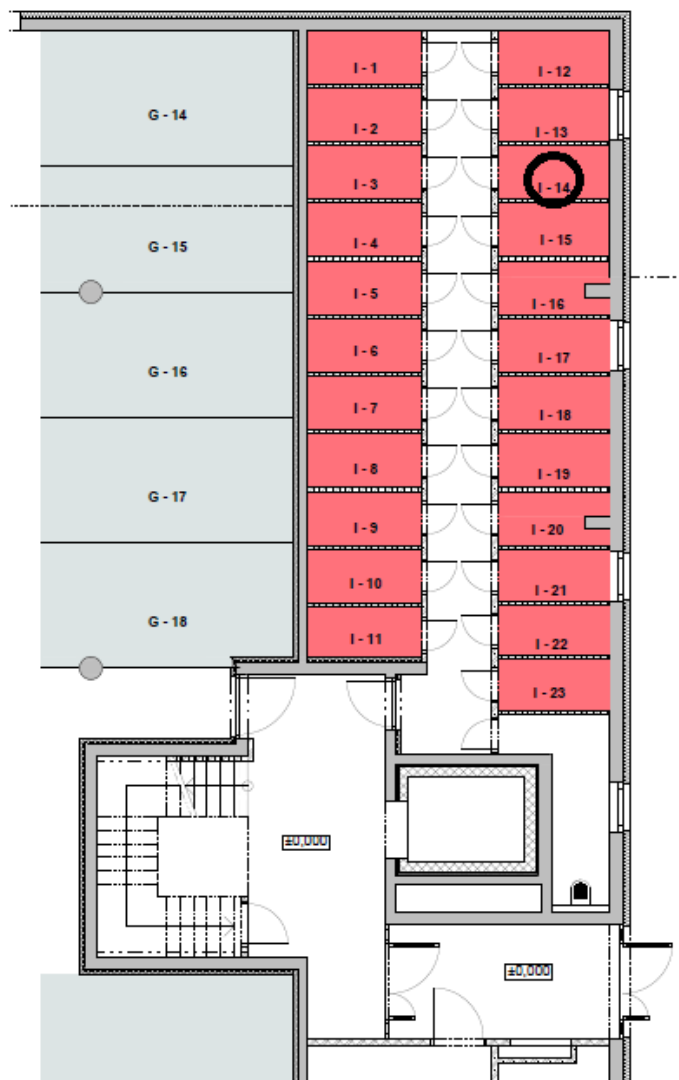 I - 1
I - 12
G - 14
I - 2
I - 13
I - 3
I - 14
I - 4
I - 15
G - 15
I - 5
I - 16
I - 6
I - 17
G - 16
I - 7
I - 18
I - 8
I - 19
G - 17
I - 9
I - 20
I - 10
I - 21
G - 18
I - 11
I - 22
I - 23
±0,000
±0,000